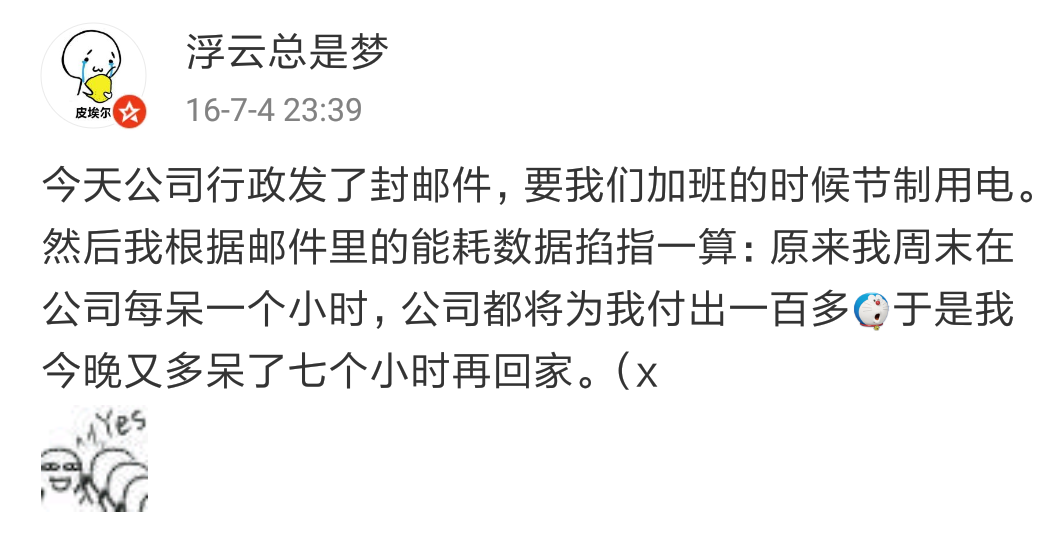 浮云总是梦
皮埃尔
16-7-4 23:39
今天公司行政发了封邮件，要我们加班的时候节制用电。
然后我根据邮件里的能耗数据掐指一算：原来我周末在
公司每呆一个小时，公司都将为我付出一百多于是我
今晚又多呆了七个小时再回家。（x
Yes